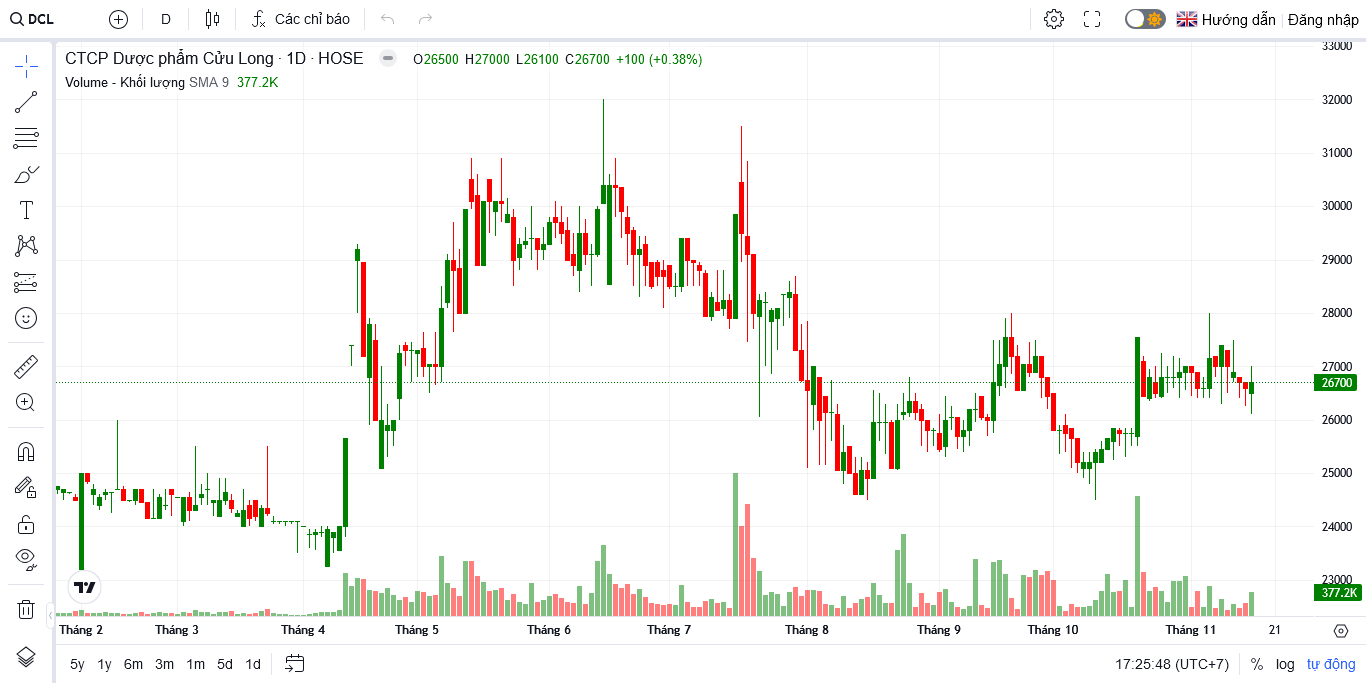 DCL D Các chỉ báo Hướng dẫn Đăng nhập
CTCP Dược phẩm Cửu Long · 1D · HOSE O26500 H27000 L26100 C26700 +100 (+0.38%)
Volume - Khối lượng SMA 9 377.2K
33000
32000
31000
30000
29000
28000
27000
26700
26000
25000
24000
23000
377.2K
Tháng 2 Tháng 3 Tháng 4 Tháng 5 Tháng 6 Tháng 7 Tháng 8 Tháng 9 Tháng 10 Tháng 11 21
5y 1y 6m 3m 1m 5d 1d 17:25:48 (UTC+7) % log tự động